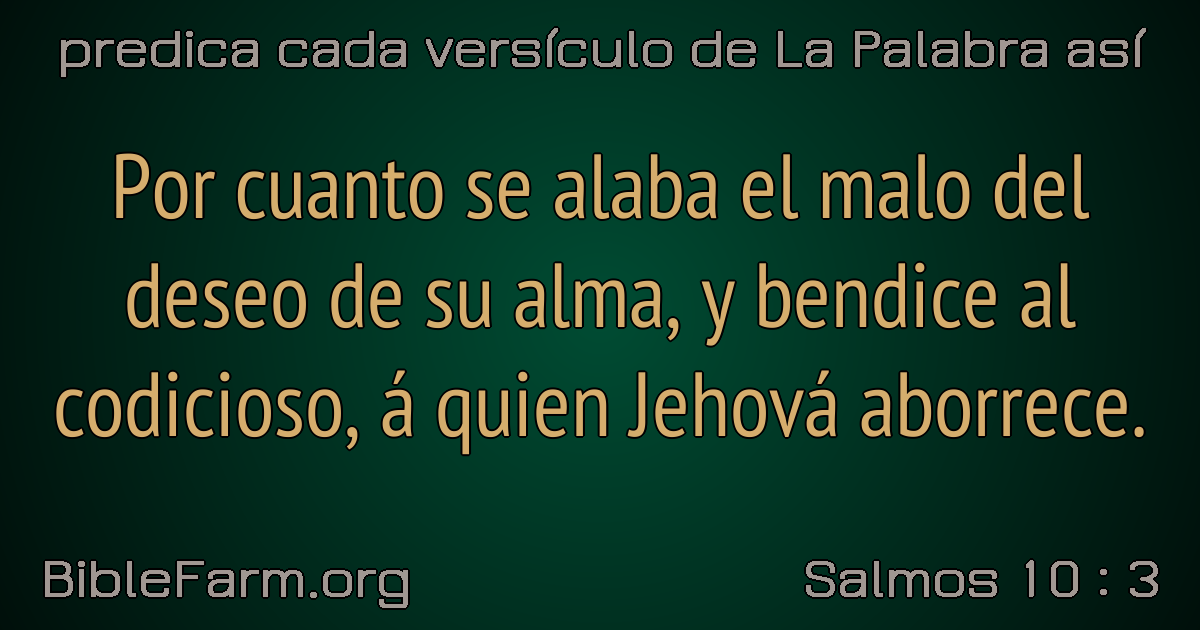 predica cada versículo de La Palabra así
Por cuanto se alaba el malo del
deseo de su alma, y bendice al
codicioso, á quien Jehová aborrece.
BibleFarm.org
Salmos 10 : 3